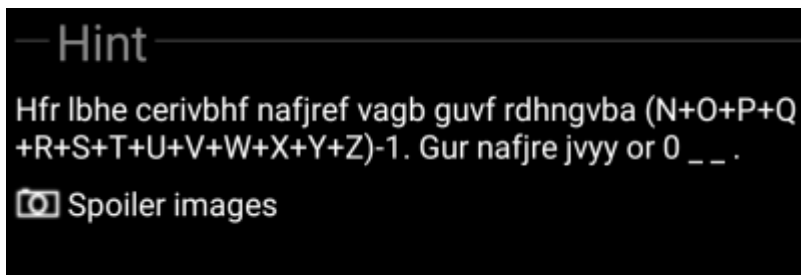 Hint
Hfr lbhe cerivbhf nafjref vagb guvf rdhngvba (N+O+P+Q
+R+S+T+U+V+W+X+Y+Z)-1. Gur nafjre jvyy or 0 _ _ .
Spoiler images